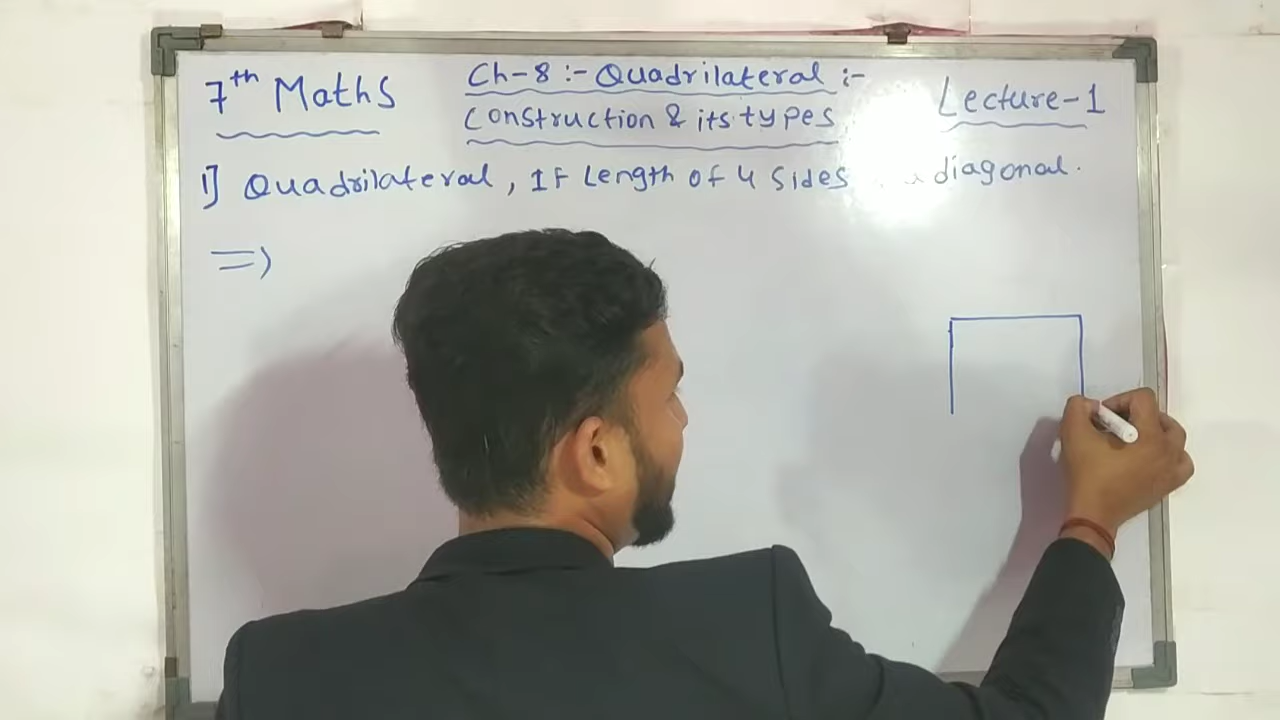 7th Maths
Ch-8 :- Quadrilateral :-
Construction & its types
Lecture-1
1] Quadrilateral, If Length of 4 Sides diagonal.
=>